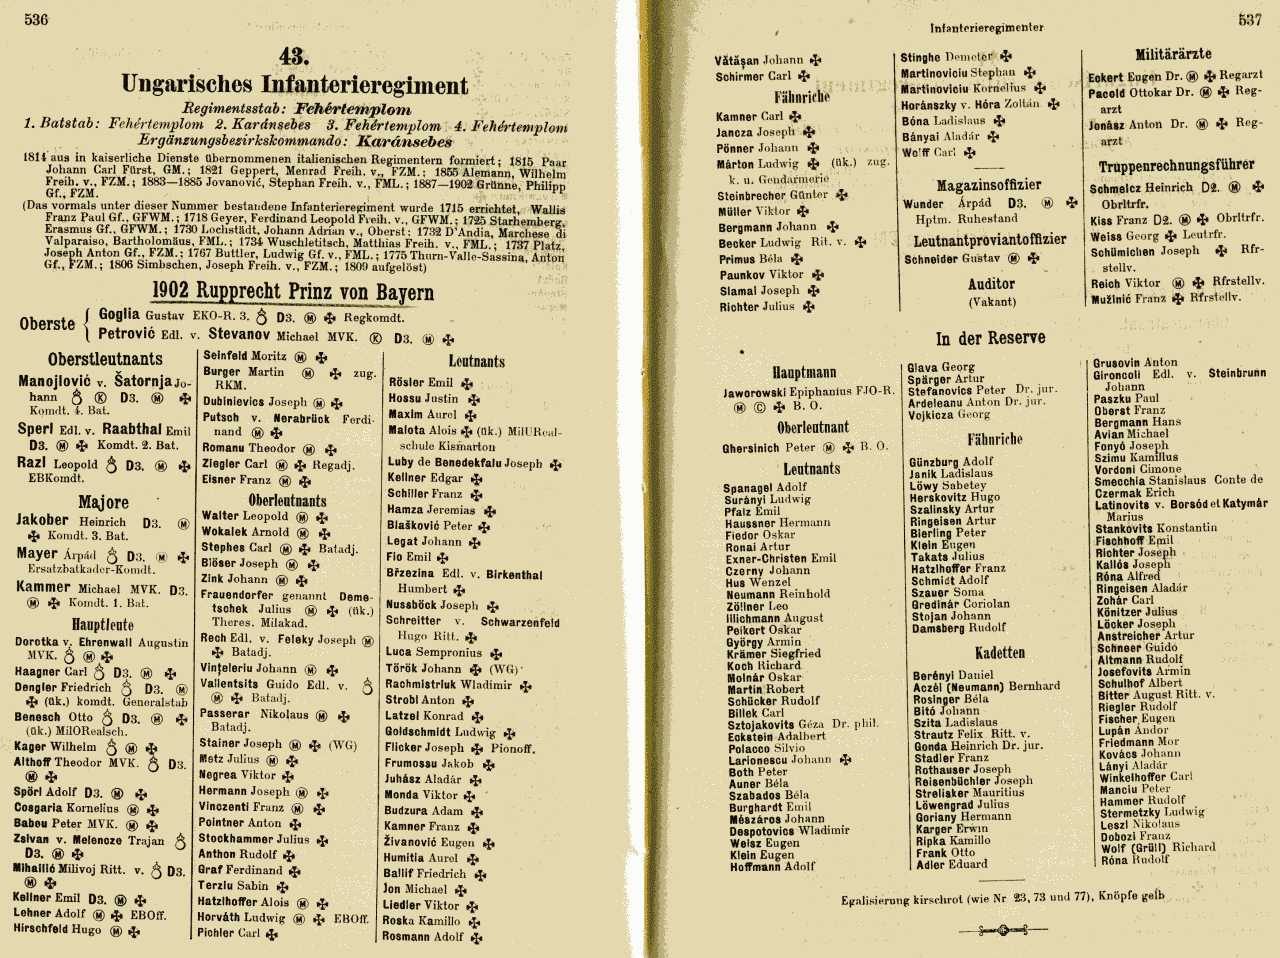 536
43.
Ungarisches Infanterieregiment
Regimentsstab: Fehértemplom
1. Batstab: Fehértemplom 2. Karánsebes 3. Fehértemplom 4. Fehértemplom
Ergänzungsbezirkskommando: Karánsebes
1814 aus in kaiserliche Dienste übernommenen italienischen Regimentern formiert; 1815 Paar
Johann Carl Fürst, GM.; 1821 Geppert, Menrad Freih. v., FZM.; 1855 Alemann, Wilhelm
Freih. v., FZM.; 1883—1885 Jovanović, Stephan Freih. v., FML.; 1887—1902 Grünne, Philipp
Gf., FZM.
(Das vormals unter dieser Nummer bestandene Infanterieregiment wurde 1715 errichtet, Wallis
Franz Paul Gf., GFWM.; 1718 Geyer, Ferdinand Leopold Freih. v., GFWM.; 1725 Starhemberg,
Erasmus Gf., GFWM.; 1730 Lochstädt, Johann Adrian v., Oberst; 1732 D'Andia, Marchese di
Valparaiso, Bartholomäus, FML.; 1734 Wuschletitsch, Matthias Freih. v., FML.; 1737 Platz,
Joseph Anton Gf., FZM.; 1767 Buttler, Ludwig Gf. v., FML.; 1775 Thurn-Valle-Sassina, Anton
Gf., FZM.; 1806 Simbschen, Joseph Freih. v., FZM.; 1809 aufgelöst)
1902 Rupprecht Prinz von Bayern
Oberste
Goglia Gustav EKO-R. 3. D3. Ⓜ ✠ Regkomdt.
Petrović Edl. v. Stevanov Michael MVK. Ⓚ D3. Ⓜ ✠
Oberstleutnants
Manojlović v. Šatornja Jo-
hann Ⓚ D3. Ⓜ ✠
Komdt. 4. Bat.
Sperl Edl. v. Raabthal Emil
D3. Ⓜ ✠ Komdt. 2. Bat.
Razl Leopold D3. Ⓜ ✠
EBKomdt.
Majore
Jakober Heinrich D3. Ⓜ
✠ Komdt. 3. Bat.
Mayer Árpád D3. Ⓜ ✠
Ersatzbatkader-Komdt.
Kammer Michael MVK. D3.
Ⓜ ✠ Komdt. 1. Bat.
Hauptleute
Dorotka v. Ehrenwall Augustin
MVK. Ⓜ ✠
Haagner Carl D3. Ⓜ ✠
Dengler Friedrich D3. Ⓜ
✠ (ük.) komdt. Generalstab
Benesch Otto D3. Ⓜ ✠
(ük.) MilORealsch.
Kager Wilhelm Ⓜ ✠
Althoff Theodor MVK. D3.
Ⓜ ✠
Spörl Adolf D3. Ⓜ ✠
Cosgaria Kornelius Ⓜ ✠
Babeu Peter MVK. Ⓜ ✠
Zsivan v. Melencze Trajan
D3. Ⓜ ✠
Mihailić Milivoj Ritt. v. D3.
Ⓜ ✠
Kellner Emil D3. Ⓜ ✠
Lehner Adolf Ⓜ ✠ EBOff.
Hirschfeld Hugo Ⓜ ✠
Seinfeld Moritz Ⓜ ✠
Burger Martin Ⓜ ✠ zug.
RKM.
Dubinievics Joseph Ⓜ ✠
Putsch v. Nerabrück Ferdi-
nand Ⓜ ✠
Romanu Theodor Ⓜ ✠
Ziegler Carl Ⓜ ✠ Regadj.
Eisner Franz Ⓜ ✠
Oberleutnants
Walter Leopold Ⓜ ✠
Wokalek Arnold Ⓜ ✠
Stephes Carl Ⓜ ✠ Batadj.
Blöser Joseph Ⓜ ✠
Zink Johann Ⓜ ✠
Frauendorfer genannt Deme-
tschek Julius Ⓜ ✠ (ük.)
Theres. Milakad.
Rech Edl. v. Feleky Joseph Ⓜ
✠ Batadj.
Vințeleriu Johann Ⓜ ✠
Vallentsits Guido Edl. v.
Ⓜ ✠ Batadj.
Passerar Nikolaus Ⓜ ✠
Batadj.
Stainer Joseph Ⓜ ✠ (WG)
Metz Julius Ⓜ ✠
Negrea Viktor ✠
Hermann Joseph Ⓜ ✠
Vincenti Franz Ⓜ ✠
Pointner Anton ✠
Stockhammer Julius ✠
Anthon Rudolf ✠
Graf Ferdinand ✠
Terziu Sabin ✠
Hatzlhoffer Alois Ⓜ ✠
Horváth Ludwig Ⓜ ✠ EBOff.
Pichler Carl ✠
Leutnants
Rösler Emil ✠
Hossu Justin ✠
Maxim Aurel ✠
Malota Alois ✠ (ük.) MilUReal-
schule Kismarton
Luby de Benedekfalu Joseph ✠
Kellner Edgar ✠
Schiller Franz ✠
Hamza Jeremias ✠
Blašković Peter ✠
Legat Johann ✠
Fio Emil ✠
Březina Edl. v. Birkenthal
Humbert ✠
Nussböck Joseph ✠
Schreitter v. Schwarzenfeld
Hugo Ritt. ✠
Luca Sempronius ✠
Török Johann ✠ (WG)
Rachmistriuk Wladimir ✠
Strobl Anton ✠
Latzel Konrad ✠
Goldschmidt Ludwig ✠
Flicker Joseph ✠ Pionoff.
Frumossu Jakob ✠
Juhász Aladár ✠
Monda Viktor ✠
Budzura Adam ✠
Kamner Franz ✠
Živanović Eugen ✠
Humitia Aurel ✠
Ballif Friedrich ✠
Jon Michael ✠
Liedler Viktor ✠
Roska Kamillo ✠
Rosmann Adolf ✠
Infanterieregimenter
537
Vătăşan Johann ✠
Schirmer Carl ✠
Fähnriche
Kamner Carl ✠
Jancza Joseph ✠
Pönner Johann ✠
Márton Ludwig ✠ (ük.) zug.
k. u. Gendarmerie
Steinbrecher Günter ✠
Müller Viktor ✠
Bergmann Johann ✠
Becker Ludwig Rit. v. ✠
Primus Béla ✠
Paunkov Viktor ✠
Slamal Joseph ✠
Richter Julius ✠
Stinghe Demeter ✠
Martinoviciu Stephan ✠
Martinoviciu Kornelius ✠
Horánszky v. Hóra Zoltán ✠
Bóna Ladislaus ✠
Bányai Aladár ✠
Wolff Carl ✠
Magazinsoffizier
Wunder Árpád D3. Ⓜ ✠
Hptm. Ruhestand
Leutnantproviantoffizier
Schneider Gustav Ⓜ ✠
Auditor
(Vakant)
Militärärzte
Eckert Eugen Dr. Ⓜ ✠ Regarzt
Pacold Ottokar Dr. Ⓜ ✠ Reg-
arzt
Jonász Anton Dr. Ⓜ ✠ Reg-
arzt
Truppenrechnungsführer
Schmelcz Heinrich D2. Ⓜ ✠
Obrltrfr.
Kiss Franz D2. Ⓜ ✠ Obrltrfr.
Weiss Georg ✠ Leutrfr.
Schümichen Joseph ✠ Rfr-
stellv.
Reich Viktor Ⓜ ✠ Rfrstellv.
Mužinić Franz ✠ Rfrstellv.
In der Reserve
Hauptmann
Jaworowski Epiphanius FJO-R.
Ⓜ Ⓒ ✠ B. O.
Oberleutnant
Ghersinich Peter Ⓜ ✠ B. O.
Leutnants
Spanagel Adolf
Surányi Ludwig
Pfalz Emil
Haussner Hermann
Fiedor Oskar
Ronai Artur
Exner-Christen Emil
Czerny Johann
Hus Wenzel
Neumann Reinhold
Zöllner Leo
Illichmann August
Peikert Oskar
György Armin
Krämer Siegfried
Koch Richard
Molnár Oskar
Martin Robert
Schücker Rudolf
Billek Carl
Sztojakovits Géza Dr. phil.
Eckstein Adalbert
Polacco Silvio
Larionescu Johann ✠
Both Peter
Auner Béla
Szabados Béla
Burghardt Emil
Mészáros Johann
Despotovics Wladimir
Weisz Eugen
Klein Eugen
Hoffmann Adolf
Glava Georg
Spärger Artur
Stefanovics Peter Dr. jur.
Ardeleanu Anton Dr. jur.
Vojkicza Georg
Fähnriche
Günzburg Adolf
Janik Ladislaus
Löwy Sabetey
Herskovitz Hugo
Szalinsky Artur
Ringeisen Artur
Bierling Peter
Klein Eugen
Takats Julius
Hatzlhoffer Franz
Schmidt Adolf
Szauer Soma
Gredinár Coriolan
Stojan Johann
Damsberg Rudolf
Kadetten
Berényi Daniel
Aczél (Neumann) Bernhard
Rosinger Béla
Bitó Johann
Szita Ladislaus
Strautz Felix Ritt. v.
Gonda Heinrich Dr. jur.
Stadler Franz
Rothauser Joseph
Reisenbüchler Joseph
Strelisker Mauritius
Löwengrad Julius
Goriany Hermann
Karger Erwin
Ripka Kamillo
Frank Otto
Adler Eduard
Grusovin Anton
Gironcoli Edl. v. Steinbrunn
Johann
Paszku Paul
Oberst Franz
Bergmann Hans
Avian Michael
Fonyó Joseph
Szimu Kamillus
Vordoni Cimone
Smecchia Stanislaus Conte de
Czermak Erich
Latinovits v. Borsód et Katymár
Marius
Stankovits Konstantin
Fischhoff Emil
Richter Joseph
Kallós Joseph
Róna Alfred
Ringeisen Aladár
Zohár Carl
Könitzer Julius
Löcker Joseph
Anstreicher Artur
Schneer Guido
Altmann Rudolf
Josefovits Armin
Schulhof Albert
Bitter August Ritt. v.
Riegler Rudolf
Fischer Eugen
Lupán Andor
Friedmann Mor
Kovács Johann
Lányi Aladár
Winkelhoffer Carl
Manciu Peter
Hammer Rudolf
Stermetzky Ludwig
Leszl Nikolaus
Dobozi Franz
Wolf (Grüll) Richard
Róna Rudolf
Egalisierung kirschrot (wie Nr 23, 73 und 77), Knöpfe gelb